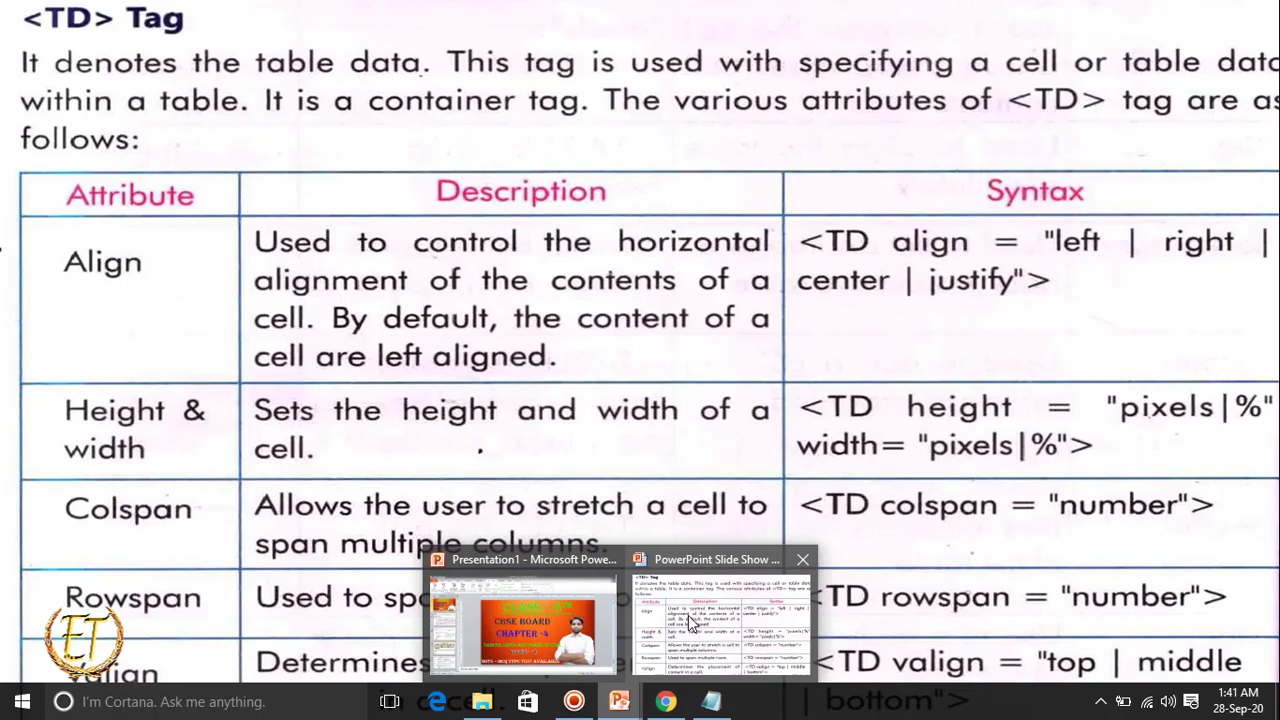 <TD> Tag
It denotes the table data. This tag is used with specifying a cell or table data
within a table. It is a container tag. The various attributes of <TD> tag are as
follows:
Attribute Description Syntax
Align
Used to control the horizontal
alignment of the contents of a
cell. By default, the content of a
cell are left aligned.
<TD align = "left | right |
center | justify">
Height &
width
Sets the height and width of a
cell.
<TD height = "pixels|%"
width= "pixels|%">
Colspan
Allows the user to stretch a cell to
span multiple columns.
<TD colspan = "number">
Rowspan
<TD rowspan = "number">
Valign
Determines
<TD valign = "top | middle
| bottom">
Presentation1 - Microsoft Powe...
PowerPoint Slide Show ...
CBSE BOARD
CHAPTER -4
ET
I'm Cortana. Ask me anything.
1:41 AM
28-Sep-20